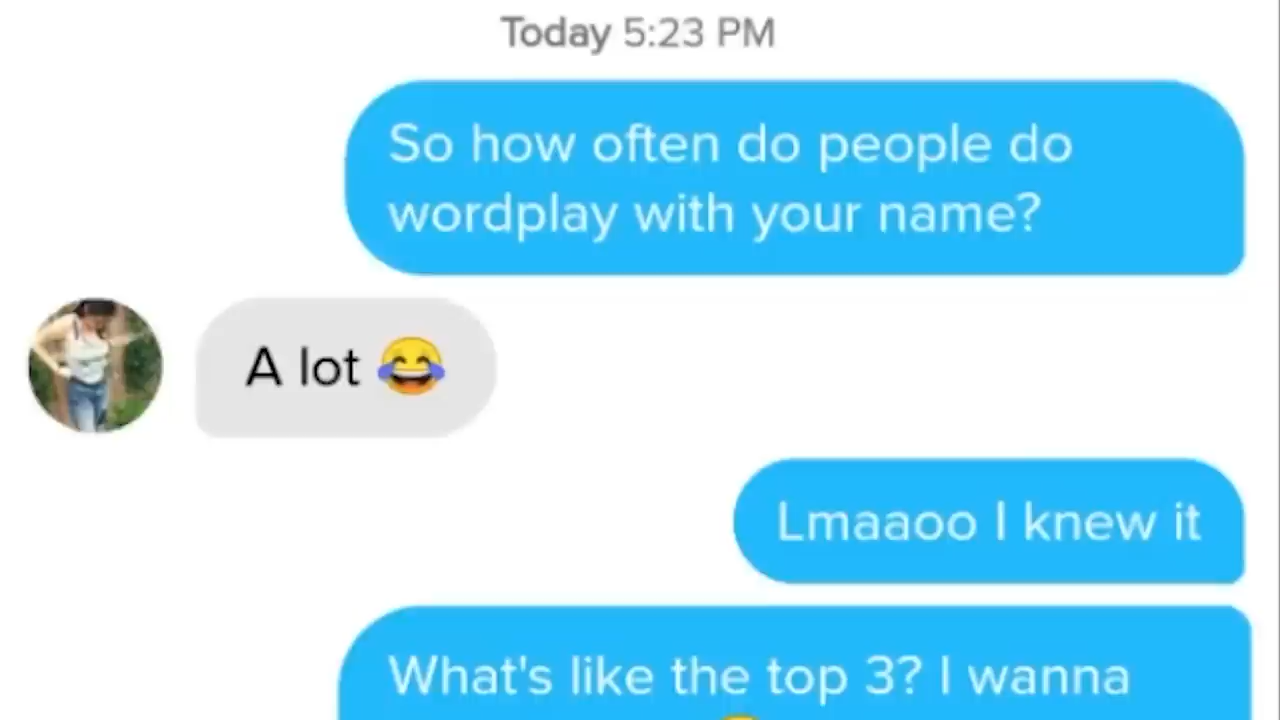 Today 5:23 PM
So how often do people do
wordplay with your name?
A lot 😂
Lmaaoo I knew it
What's like the top 3? I wanna